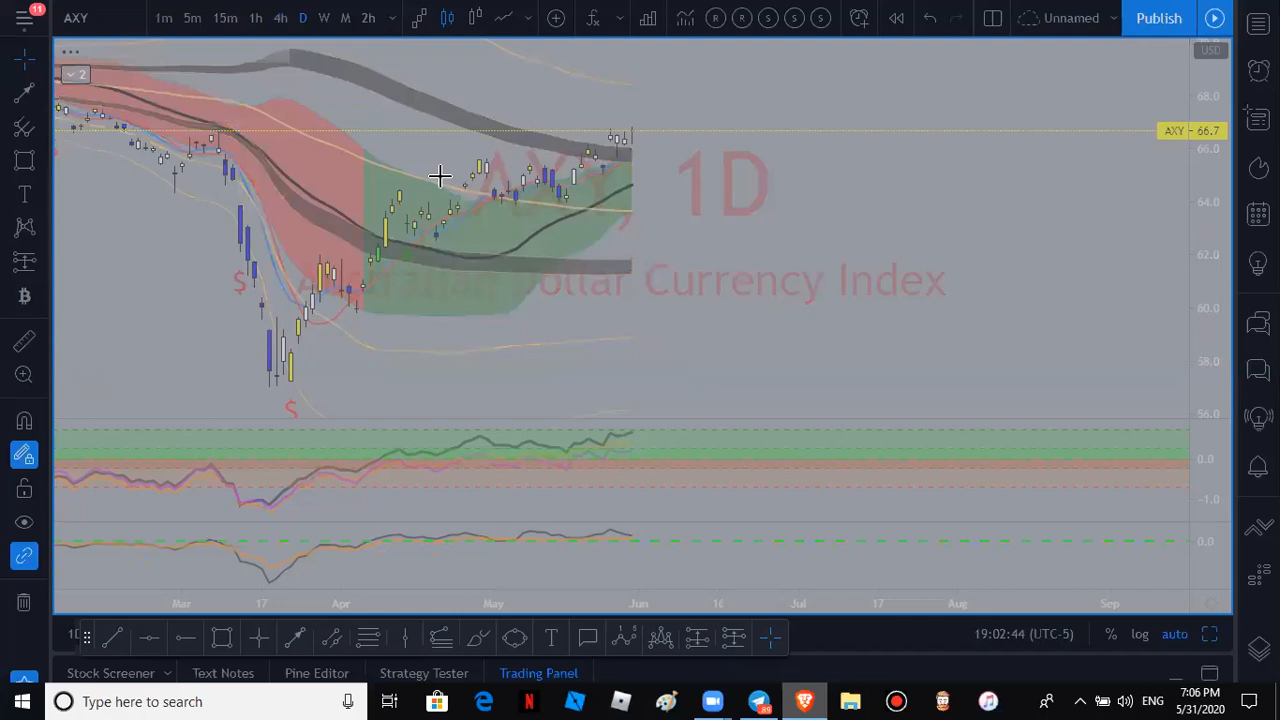 11
AXY
1m 5m 15m 1h 4h D W M 2h
R R S S S
Unnamed
Publish
USD
2
68.0
AXY 66.7
66.0
AXY, 1D
64.0
62.0
Australian Dollar Currency Index
60.0
58.0
56.0
$
$
0.0
-1.0
0.0
Mar 17 Apr May Jun Jul 17 Aug Sep
19:02:44 (UTC-5) % log auto
Stock Screener Text Notes Pine Editor Strategy Tester Trading Panel
Type here to search
89
ENG
7:06 PM
5/31/2020